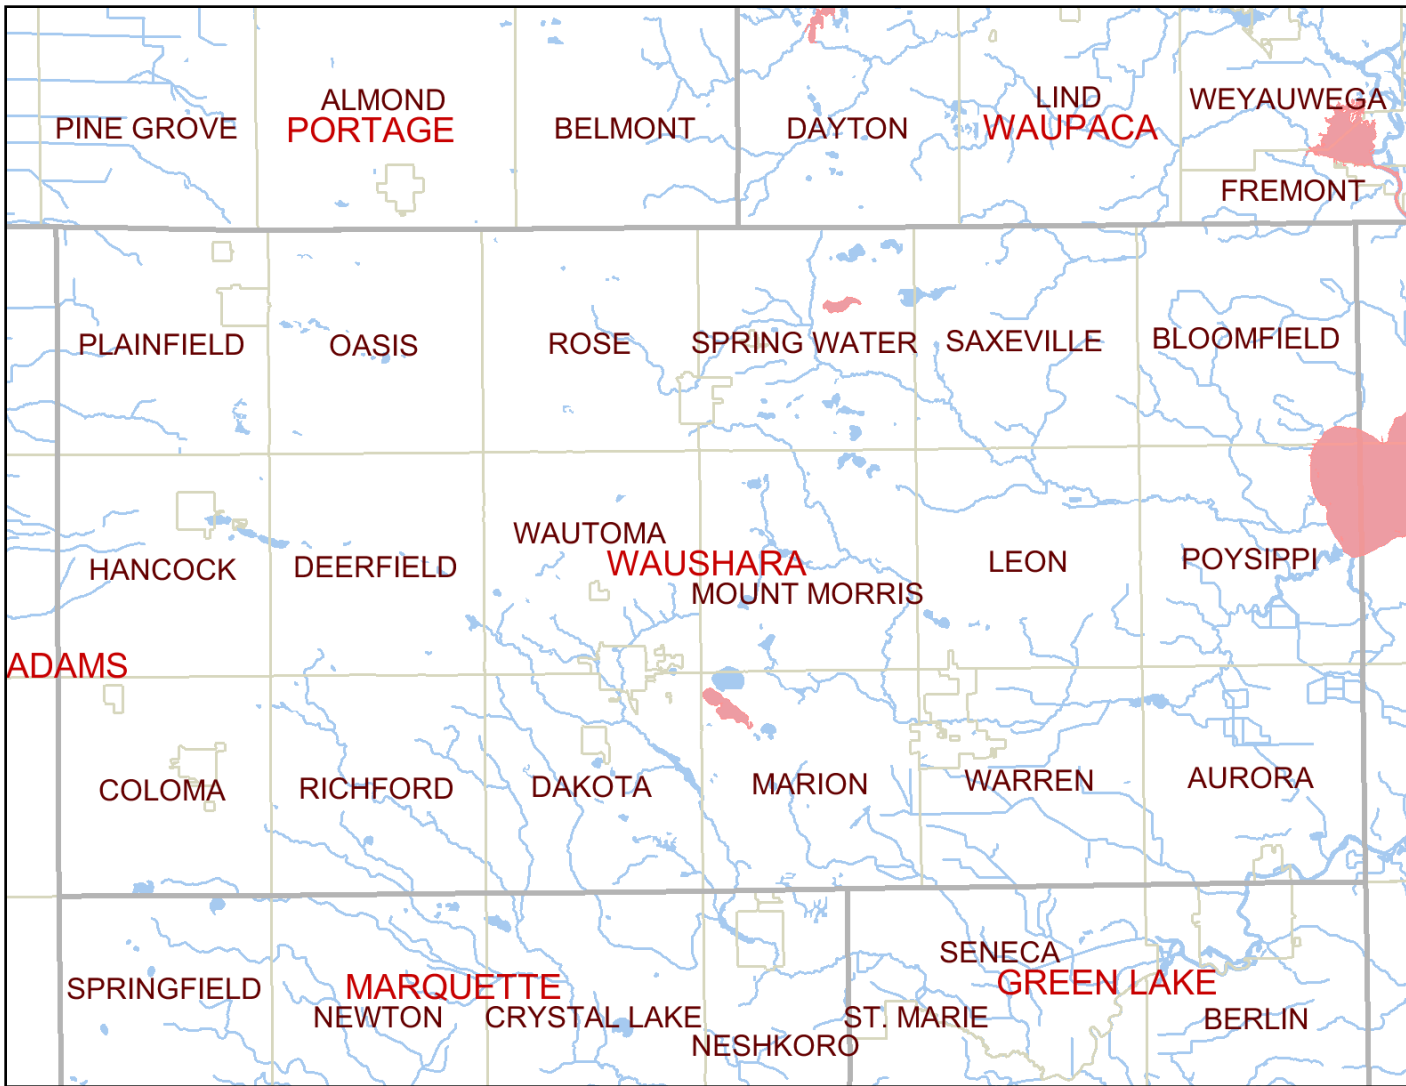 ALMOND
LIND
WEYAUWEGA
PINE GROVE
PORTAGE
BELMONT
DAYTON
WAUPACA
FREMONT
PLAINFIELD
OASIS
ROSE
SPRING WATER
SAXEVILLE
BLOOMFIELD
WAUTOMA
HANCOCK
DEERFIELD
WAUSHARA
LEON
POYSIPPI
MOUNT MORRIS
ADAMS
COLOMA
RICHFORD
DAKOTA
MARION
WARREN
AURORA
SENECA
SPRINGFIELD
MARQUETTE
GREEN LAKE
NEWTON
CRYSTAL LAKE
ST. MARIE
BERLIN
NESHKORO